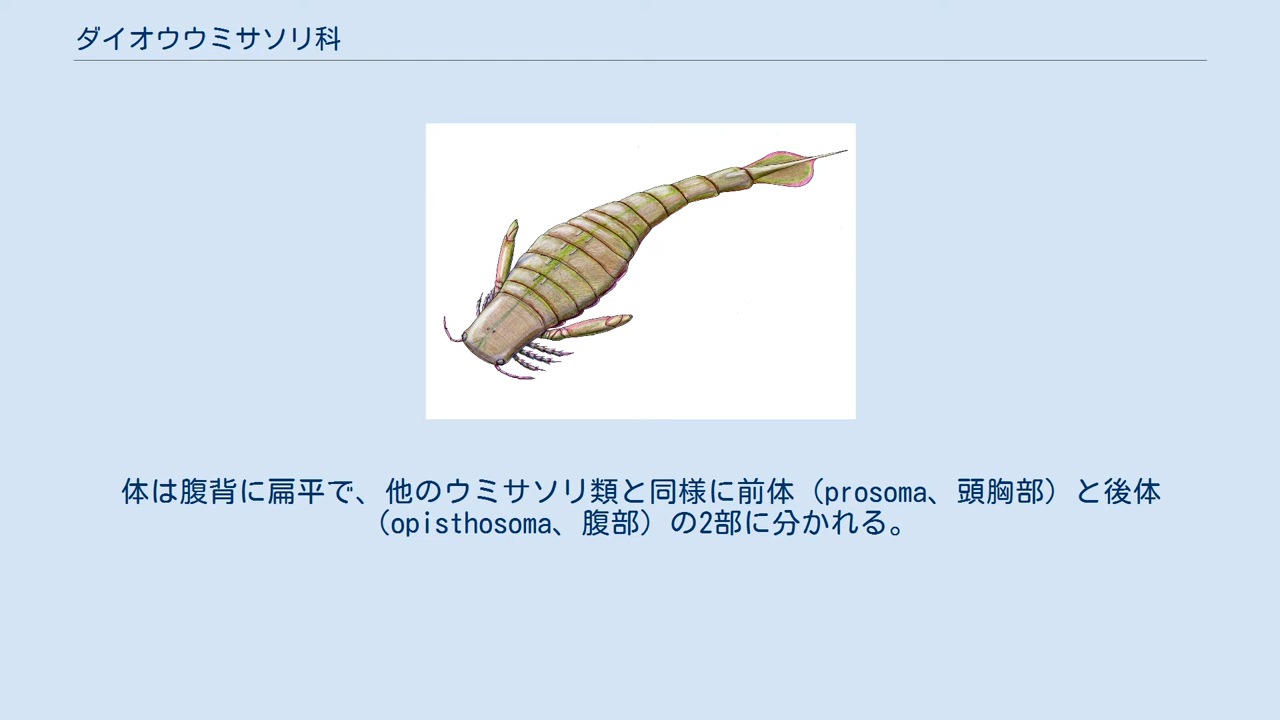 ダイオウウミサソリ科
体は腹背に扁平で、他のウミサソリ類と同様に前体（prosoma、頭胸部）と後体
（opisthosoma、腹部）の2部に分かれる。